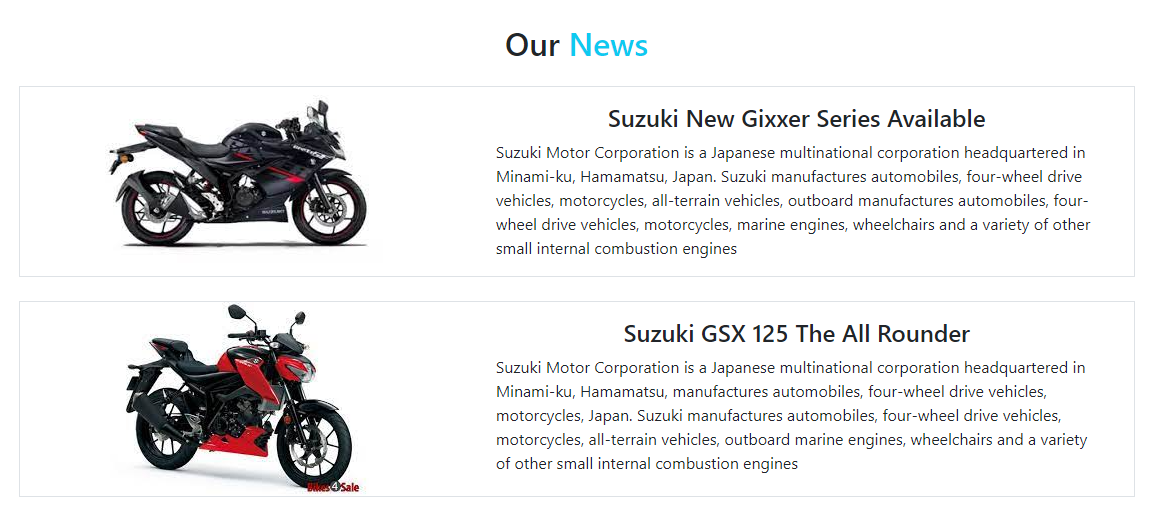 Our News
Suzuki New Gixxer Series Available
Suzuki Motor Corporation is a Japanese multinational corporation headquartered in
Minami-ku, Hamamatsu, Japan. Suzuki manufactures automobiles, four-wheel drive
vehicles, motorcycles, all-terrain vehicles, outboard manufactures automobiles, four-
wheel drive vehicles, motorcycles, marine engines, wheelchairs and a variety of other
small internal combustion engines
SUZUKI
Suzuki GSX 125 The All Rounder
Suzuki Motor Corporation is a Japanese multinational corporation headquartered in
Minami-ku, Hamamatsu, manufactures automobiles, four-wheel drive vehicles,
motorcycles, Japan. Suzuki manufactures automobiles, four-wheel drive vehicles,
motorcycles, all-terrain vehicles, outboard marine engines, wheelchairs and a variety
of other small internal combustion engines
Bikes4Sale